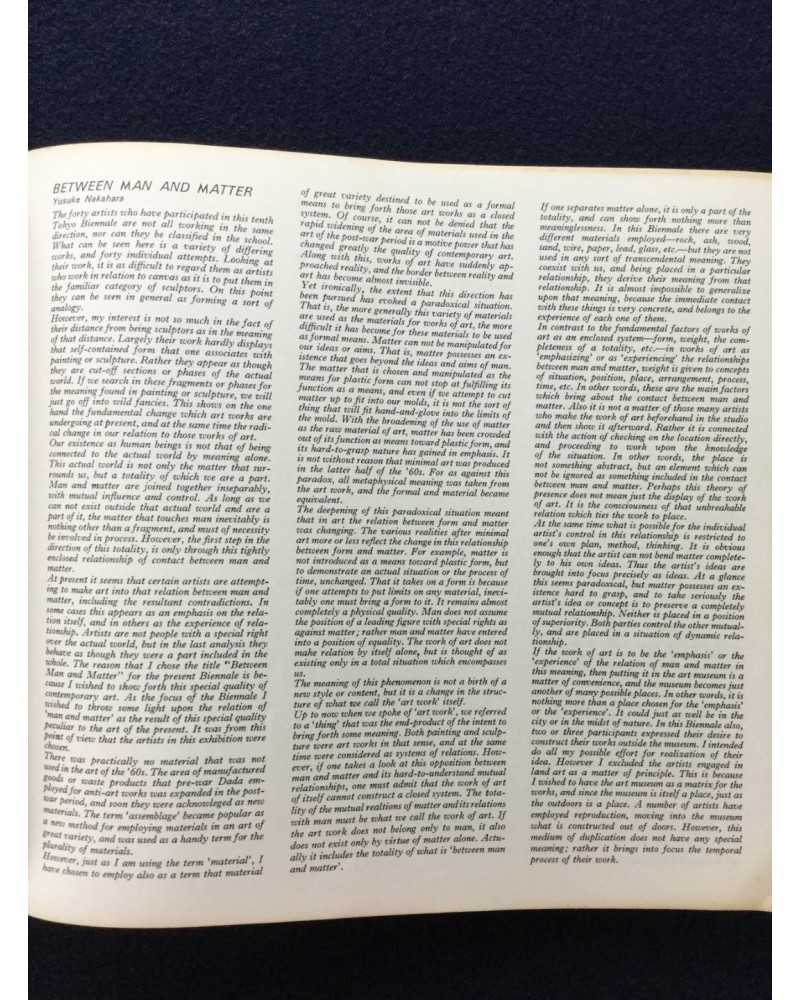 BETWEEN MAN AND MATTER
Yusuke Nakahara
The forty artists who have participated in this tenth
Tokyo Biennale are not all working in the same
direction, nor can they be classified in the school.
What can be seen here is a variety of differing
works, and forty individual attempts. Looking at
their work, it is as difficult to regard them as artists
who work in relation to canvas as it is to put them in
the familiar category of sculptors. On this point
they can be seen in general as forming a sort of
analogy.
However, my interest is not so much in the fact of
their distance from being sculptors as in the meaning
of that distance. Largely their work hardly displays
that self-contained form that one associates with
painting or sculpture. Rather they appear as though
they are cut-off sections or phases of the actual
world. If we search in these fragments or phases for
the meaning found in painting or sculpture, we will
just go off into wild fancies. This shows on the one
hand the fundamental change which art works are
undergoing at present, and at the same time the radi-
cal change in our relation to those works of art.
Our existence as human beings is not that of being
connected to the actual world by meaning alone.
This actual world is not only the matter that sur-
rounds us, but a totality of which we are a part.
Man and matter are joined together inseparably,
with mutual influence and control. As long as we
can not exist outside that actual world and are a
part of it, the matter that touches man inevitably is
nothing other than a fragment, and must of necessity
be involved in process. However, the first step in the
direction of this totality, is only through this tightly
enclosed relationship of contact between man and
matter.
At present it seems that certain artists are attempt-
ing to make art into that relation between man and
matter, including the resultant contradictions. In
some cases this appears as an emphasis on the rela-
tion itself, and in others as the experience of rela-
tionship. Artists are not people with a special right
over the actual world, but in the last analysis they
behave as though they were a part included in the
whole. The reason that I chose the title "Between
Man and Matter" for the present Biennale is be-
cause I wished to show forth this special quality of
contemporary art. As the focus of the Biennale I
wished to throw some light upon the relation of
'man and matter' as the result of this special quality
peculiar to the art of the present. It was from this
point of view that the artists in this exhibition were
chosen.
There was practically no material that was not
used in the art of the '60s. The area of manufactured
goods or waste products that pre-war Dada em-
ployed for anti-art works was expanded in the post-
war period, and soon they were acknowleged as new
materials. The term 'assemblage' became popular as
a new method for employing materials in an art of
great variety, and was used as a handy term for the
plurality of materials.
However, just as I am using the term 'material', I
have chosen to employ also as a term that material
of great variety destined to be used as a formal
means to bring forth those art works as a closed
system. Of course, it can not be denied that the
rapid widening of the area of materials used in the
art of the post-war period is a motive power that has
changed greatly the quality of contemporary art.
Along with this, works of art have suddenly ap-
proached reality, and the border between reality and
art has become almost invisible.
Yet ironically, the extent that this direction has
been pursued has evoked a paradoxical situation.
That is, the more generally this variety of materials
are used as the materials for works of art, the more
difficult it has become for these materials to be used
as formal means. Matter can not be manipulated for
our ideas or aims. That is, matter possesses an ex-
istence that goes beyond the ideas and aims of man.
The matter that is chosen and manipulated as the
means for plastic form can not stop at fulfilling its
function as a means, and even if we attempt to cut
matter up to fit into our molds, it is not the sort of
thing that will fit hand-and-glove into the limits of
the mold. With the broadening of the use of matter
as the raw material of art, matter has been crowded
out of its function as means toward plastic form, and
its hard-to-grasp nature has gained in emphasis. It
is not without reason that minimal art was produced
in the latter half of the '60s. For as against this
paradox, all metaphysical meaning was taken from
the art work, and the formal and material became
equivalent.
The deepening of this paradoxical situation meant
that in art the relation between form and matter
was changing. The various realities after minimal
art more or less reflect the change in this relationship
between form and matter. For example, matter is
not introduced as a means toward plastic form, but
to demonstrate an actual situation or the process of
time, unchanged. That it takes on a form is because
if one attempts to put limits on any material, inevi-
tably one must bring a form to it. It remains almost
completely a physical quality. Man does not assume
the position of a leading figure with special rights as
against matter; rather man and matter have entered
into a position of equality. The work of art does not
make relation by itself alone, but is thought of as
existing only in a total situation which encompasses
us.
The meaning of this phenomenon is not a birth of a
new style or content, but it is a change in the struc-
ture of what we call the 'art work' itself.
Up to now when we spoke of 'art work', we referred
to a 'thing' that was the end-product of the intent to
bring forth some meaning. Both painting and sculp-
ture were art works in that sense, and at the same
time were considered as systems of relations. How-
ever, if one takes a look at this opposition between
man and matter and its hard-to-understand mutual
relationships, one must admit that the work of art
of itself cannot construct a closed system. The tota-
lity of the mutual realtions of matter and its relations
with man must be what we call the work of art. If
the art work does not belong only to man, it also
does not exist only by virtue of matter alone. Actu-
ally it includes the totality of what is 'between man
and matter'.
If one separates matter alone, it is only a part of the
totality, and can show forth nothing more than
meaninglessness. In this Biennale there are very
different materials employed—rock, ash, wood,
sand, wire, paper, lead, glass, etc.—but they are not
used in any sort of transcendental meaning. They
coexist with us, and being placed in a particular
relationship, they derive their meaning from that
relationship. It is almost impossible to generalize
upon that meaning, because the immediate contact
with these things is very concrete, and belongs to the
experience of each one of them.
In contrast to the fundamental factors of works of
art as an enclosed system—form, weight, the com-
pleteness of a totality, etc.—in works of art as
'emphasizing' or as 'experiencing' the relationships
between man and matter, weight is given to concepts
of situation, position, place, arrangement, process,
time, etc. In other words, these are the main factors
which bring about the contact between man and
matter. Also it is not a matter of those many artists
who make the work of art beforehand in the studio
and then show it afterward. Rather it is connected
with the action of checking on the location directly,
and proceeding to work upon the knowledge
of the situation. In other words, the place is
not something abstract, but an element which can
not be ignored as something included in the contact
between man and matter. Perhaps this theory of
presence does not mean just the display of the work
of art. It is the consciousness of that unbreakable
relation which ties the work to place.
At the same time what is possible for the individual
artist's control in this relationship is restricted to
one's own plan, method, thinking. It is obvious
enough that the artist can not bend matter complete-
ly to his own ideas. Thus the artist's ideas are
brought into focus precisely as ideas. At a glance
this seems paradoxical, but matter possesses an ex-
istence hard to grasp, and to take seriously the
artist's idea or concept is to preserve a completely
mutual relationship. Neither is placed in a position
of superiority. Both parties control the other mutual-
ly, and are placed in a situation of dynamic rela-
tionship.
If the work of art is to be the 'emphasis' or the
'experience' of the relation of man and matter in
this meaning, then putting it in the art museum is a
matter of convenience, and the museum becomes just
another of many possible places. In other words, it is
nothing more than a place chosen for the 'emphasis'
or the 'experience'. It could just as well be in the
city or in the midst of nature. In this Biennale also,
two or three participants expressed their desire to
construct their works outside the museum. I intended
do all my possible effort for realization of their
idea. However I excluded the artists engaged in
land art as a matter of principle. This is because
I wished to have the art museum as a matrix for the
works, and since the museum is itself a place, just as
the outdoors is a place. A number of artists have
employed reproduction, moving into the museum
what is constructed out of doors. However, this
medium of duplication does not have any special
meaning; rather it brings into focus the temporal
process of their work.